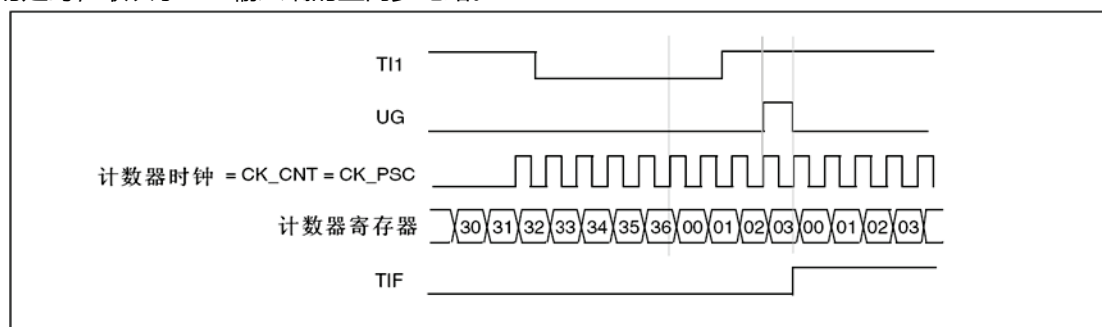 TI1
UG
计数器时钟 = CK_CNT = CK_PSC
计数器寄存器 30 31 32 33 34 35 36 00 01 02 03 00 01 02 03
TIF